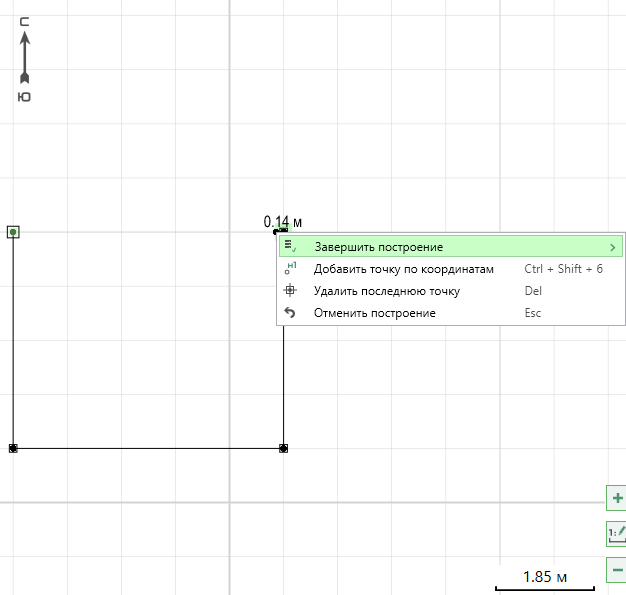 С
Ю
0.14 м
Завершить построение
Добавить точку по координатам Ctrl + Shift + 6
Удалить последнюю точку Del
Отменить построение Esc
1.85 м